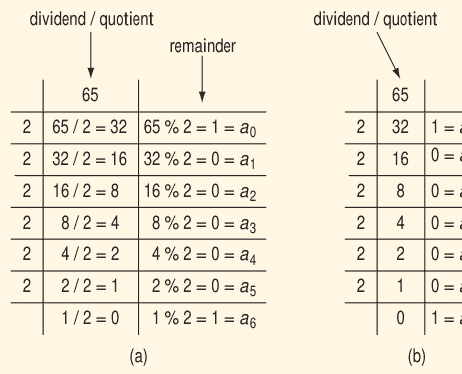 dividend / quotient
remainder
65
2 65 / 2 = 32 65 % 2 = 1 = a₀
2 32 / 2 = 16 32 % 2 = 0 = a₁
2 16 / 2 = 8 16 % 2 = 0 = a₂
2 8 / 2 = 4 8 % 2 = 0 = a₃
2 4 / 2 = 2 4 % 2 = 0 = a₄
2 2 / 2 = 1 2 % 2 = 0 = a₅
1 / 2 = 0 1 % 2 = 1 = a₆
(a)
dividend / quotient
65
2 32 1 =
2 16 0 =
2 8 0 =
2 4 0 =
2 2 0 =
2 1 0 =
0 1 =
(b)